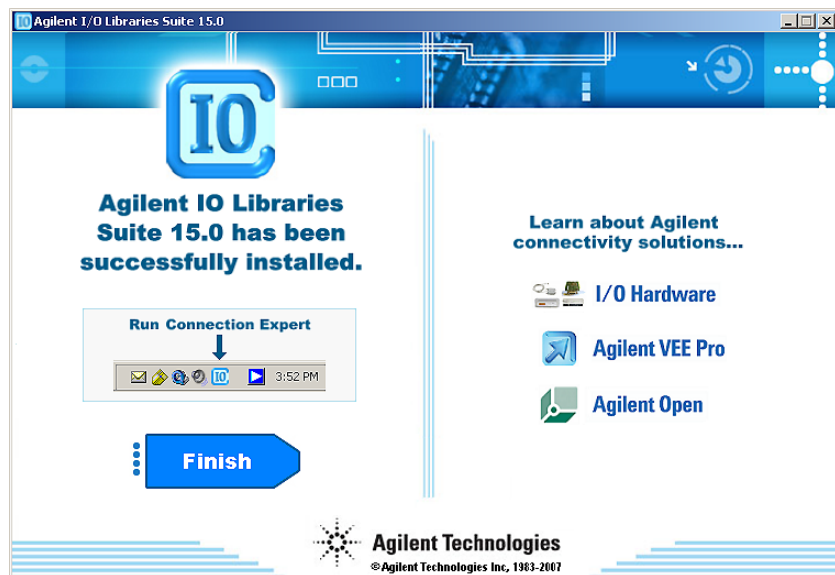 Agilent I/O Libraries Suite 15.0
IO
Agilent IO Libraries
Suite 15.0 has been
successfully installed.
Run Connection Expert
IO
3:52 PM
Finish
Learn about Agilent
connectivity solutions...
I/O Hardware
Agilent VEE Pro
Agilent Open
Agilent Technologies
©Agilent Technologies Inc, 1983-2007